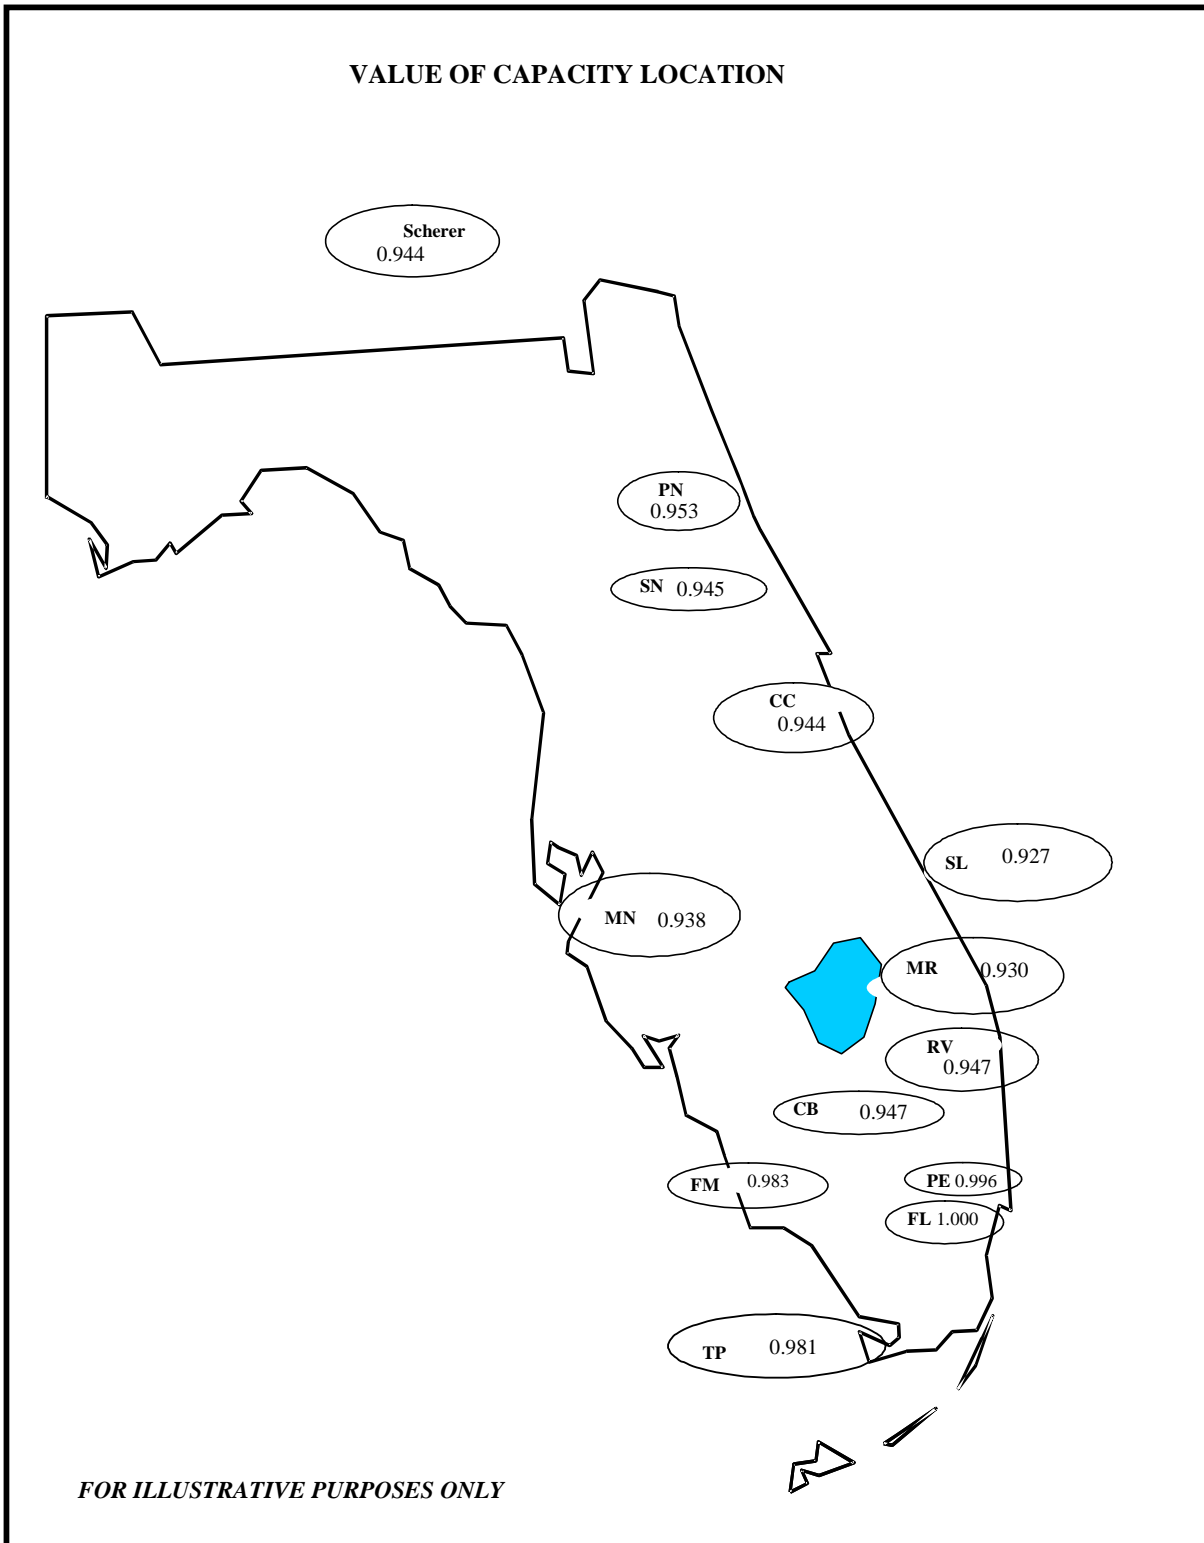 VALUE OF CAPACITY LOCATION
Scherer
0.944
PN
0.953
SN 0.945
CC
0.944
SL 0.927
MN 0.938
MR 0.930
RV
0.947
CB 0.947
FM 0.983
PE 0.996
FL 1.000
TP 0.981
FOR ILLUSTRATIVE PURPOSES ONLY